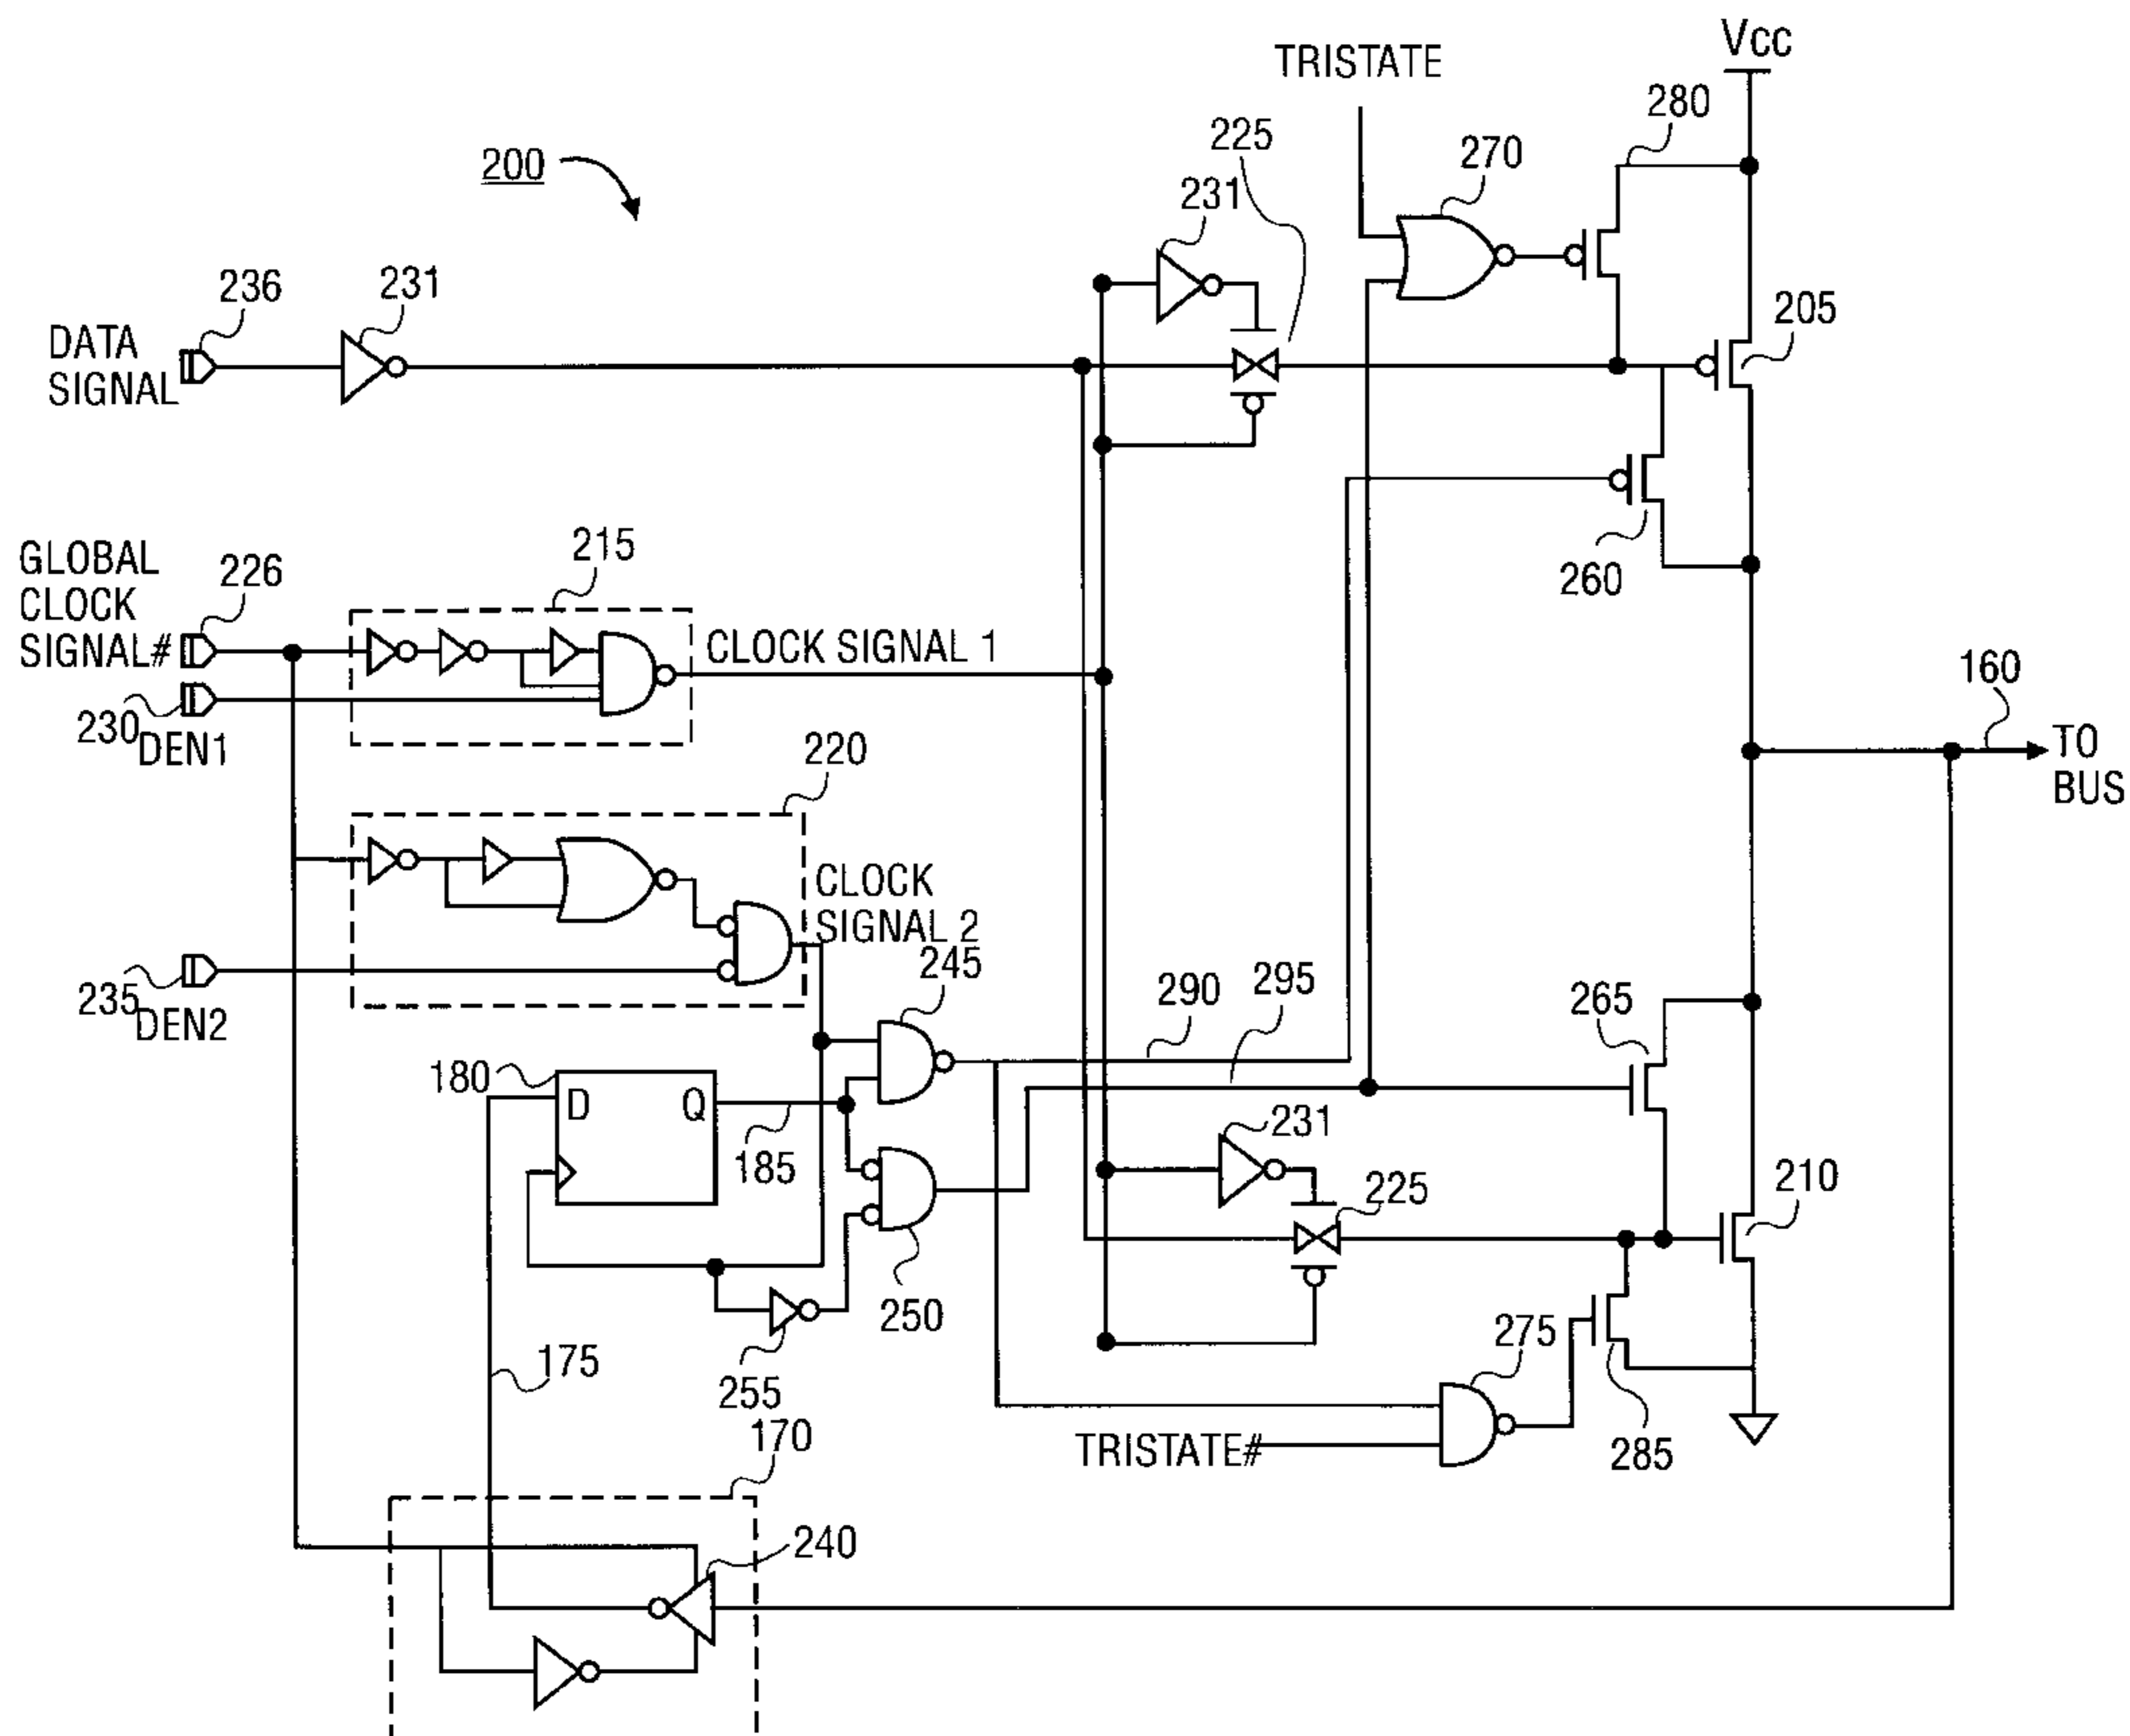 Vcc
TRISTATE
280
225
270
200
231
236
231
205
DATA
SIGNAL
GLOBAL
CLOCK
SIGNAL#
226
215
260
CLOCK SIGNAL 1
160
230
DEN1
220
TO
BUS
CLOCK
SIGNAL 2
245
235
DEN2
290
295
265
180
D
Q
185
231
225
210
250
275
175
255
170
TRISTATE#
285
240